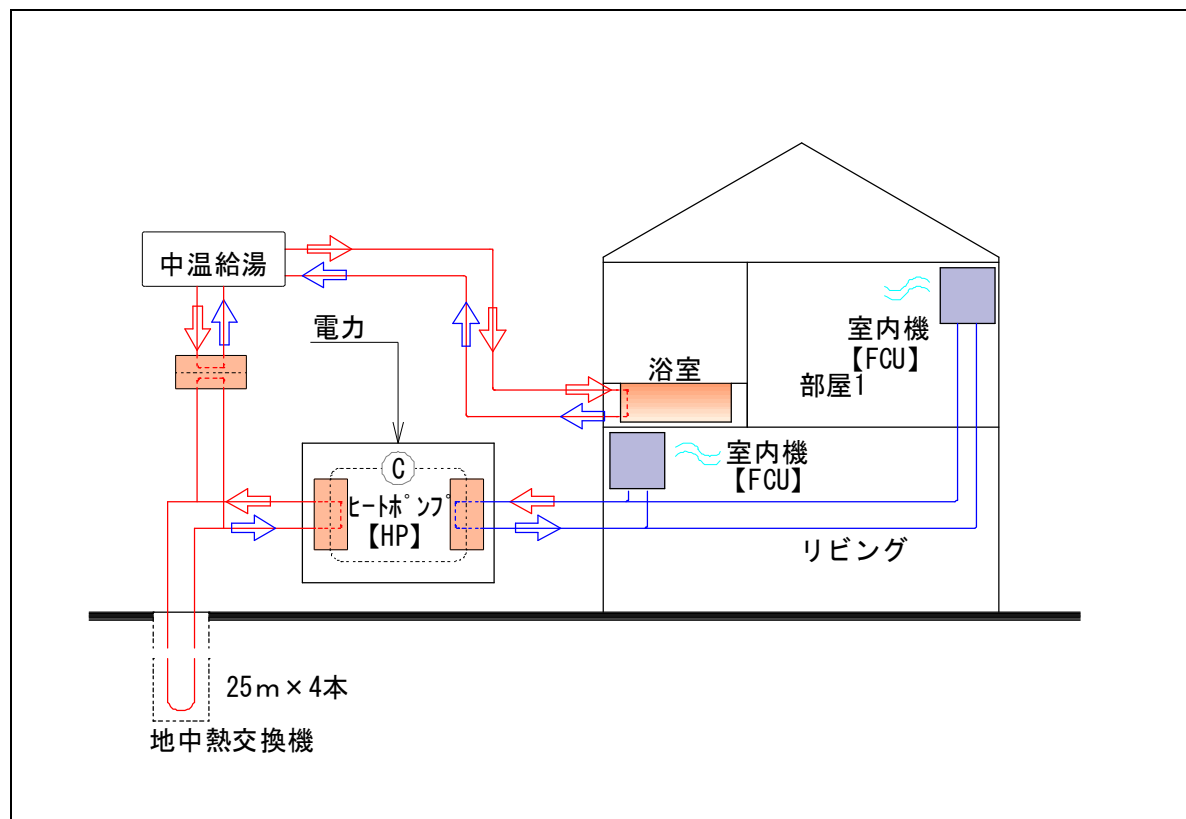 中温給湯
電力
浴室
室内機
【FCU】
部屋1
室内機
【FCU】
C
ﾋｰﾄﾎﾟﾝﾌﾟ
【HP】
リビング
25ｍ×4本
地中熱交換機